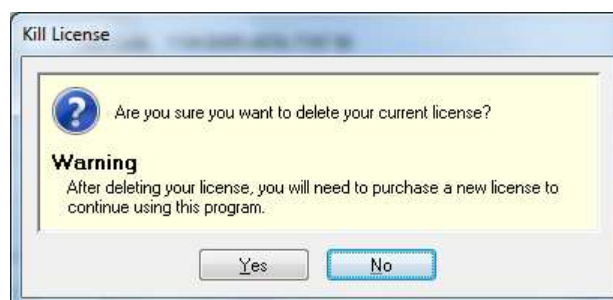 Kill License
Are you sure you want to delete your current license?
Warning
After deleting your license, you will need to purchase a new license to
continue using this program.
Yes
No